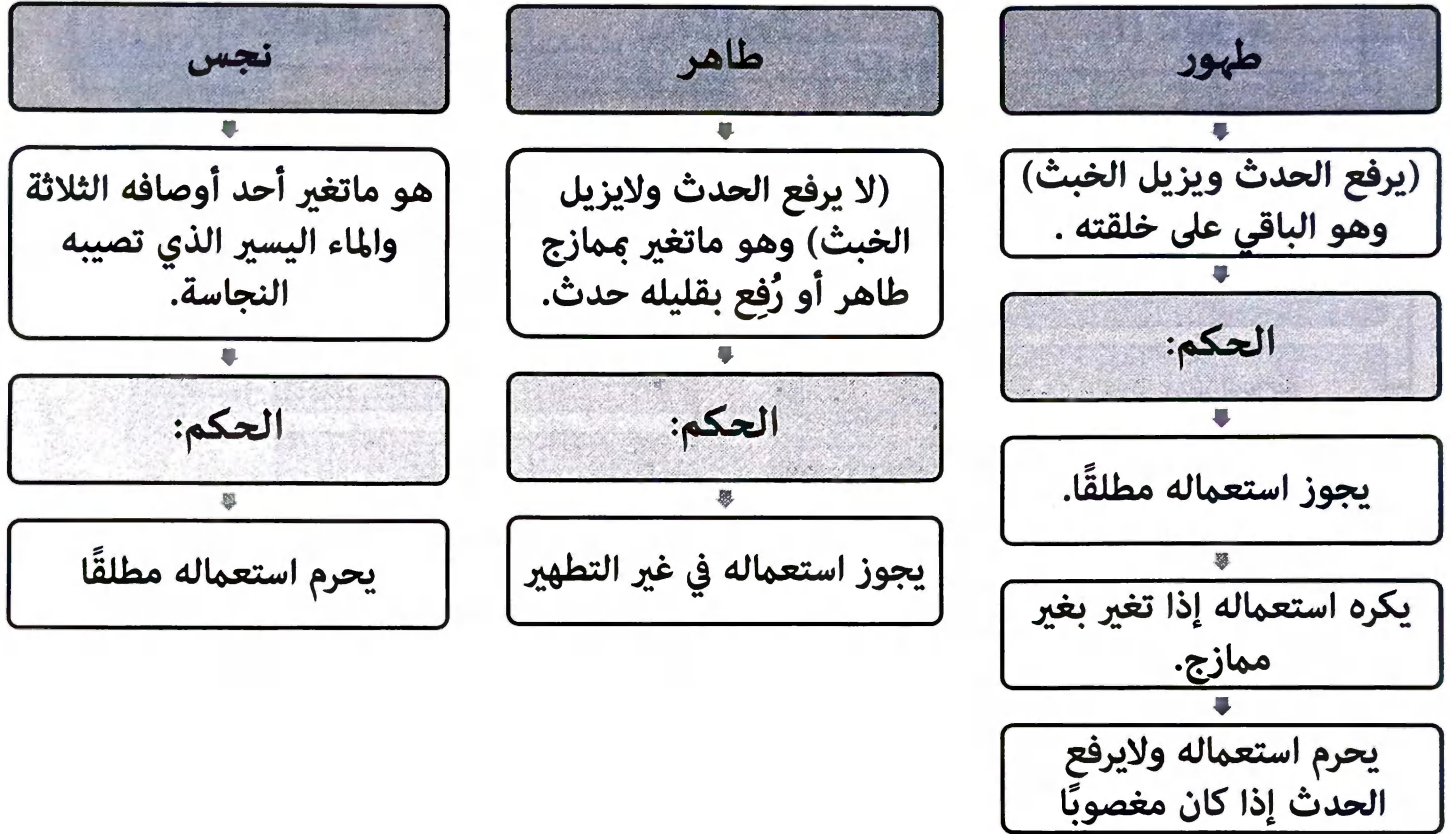 طهور
(يرفع الحدث ويزيل الخبث)
وهو الباقي على خلقته .
الحكم:
يجوز استعماله مطلقًا.
يكره استعماله إذا تغير بغير
ممازج.
يحرم استعماله ولايرفع
الحدث إذا كان مغصوبًا
طاهر
(لا يرفع الحدث ولايزيل
الخبث) وهو ماتغير بممازج
طاهر أو رُفِع بقليله حدث.
الحكم:
يجوز استعماله في غير التطهير
نجس
هو ماتغير أحد أوصافه الثلاثة
والماء اليسير الذي تصيبه
النجاسة.
الحكم:
يحرم استعماله مطلقًا